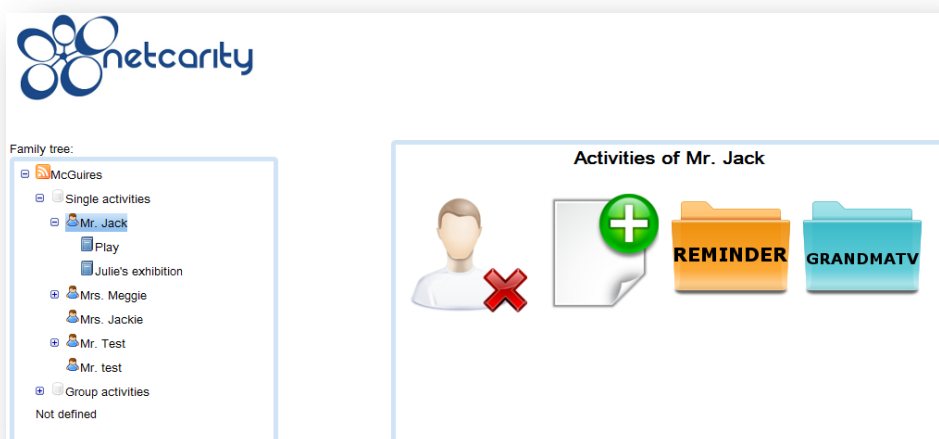 netcarity
Family tree:
McGuires
Single activities
Mr. Jack
Play
Julie's exhibition
Mrs. Meggie
Mrs. Jackie
Mr. Test
Mr. test
Group activities
Not defined
Activities of Mr. Jack
REMINDER
GRANDMATV